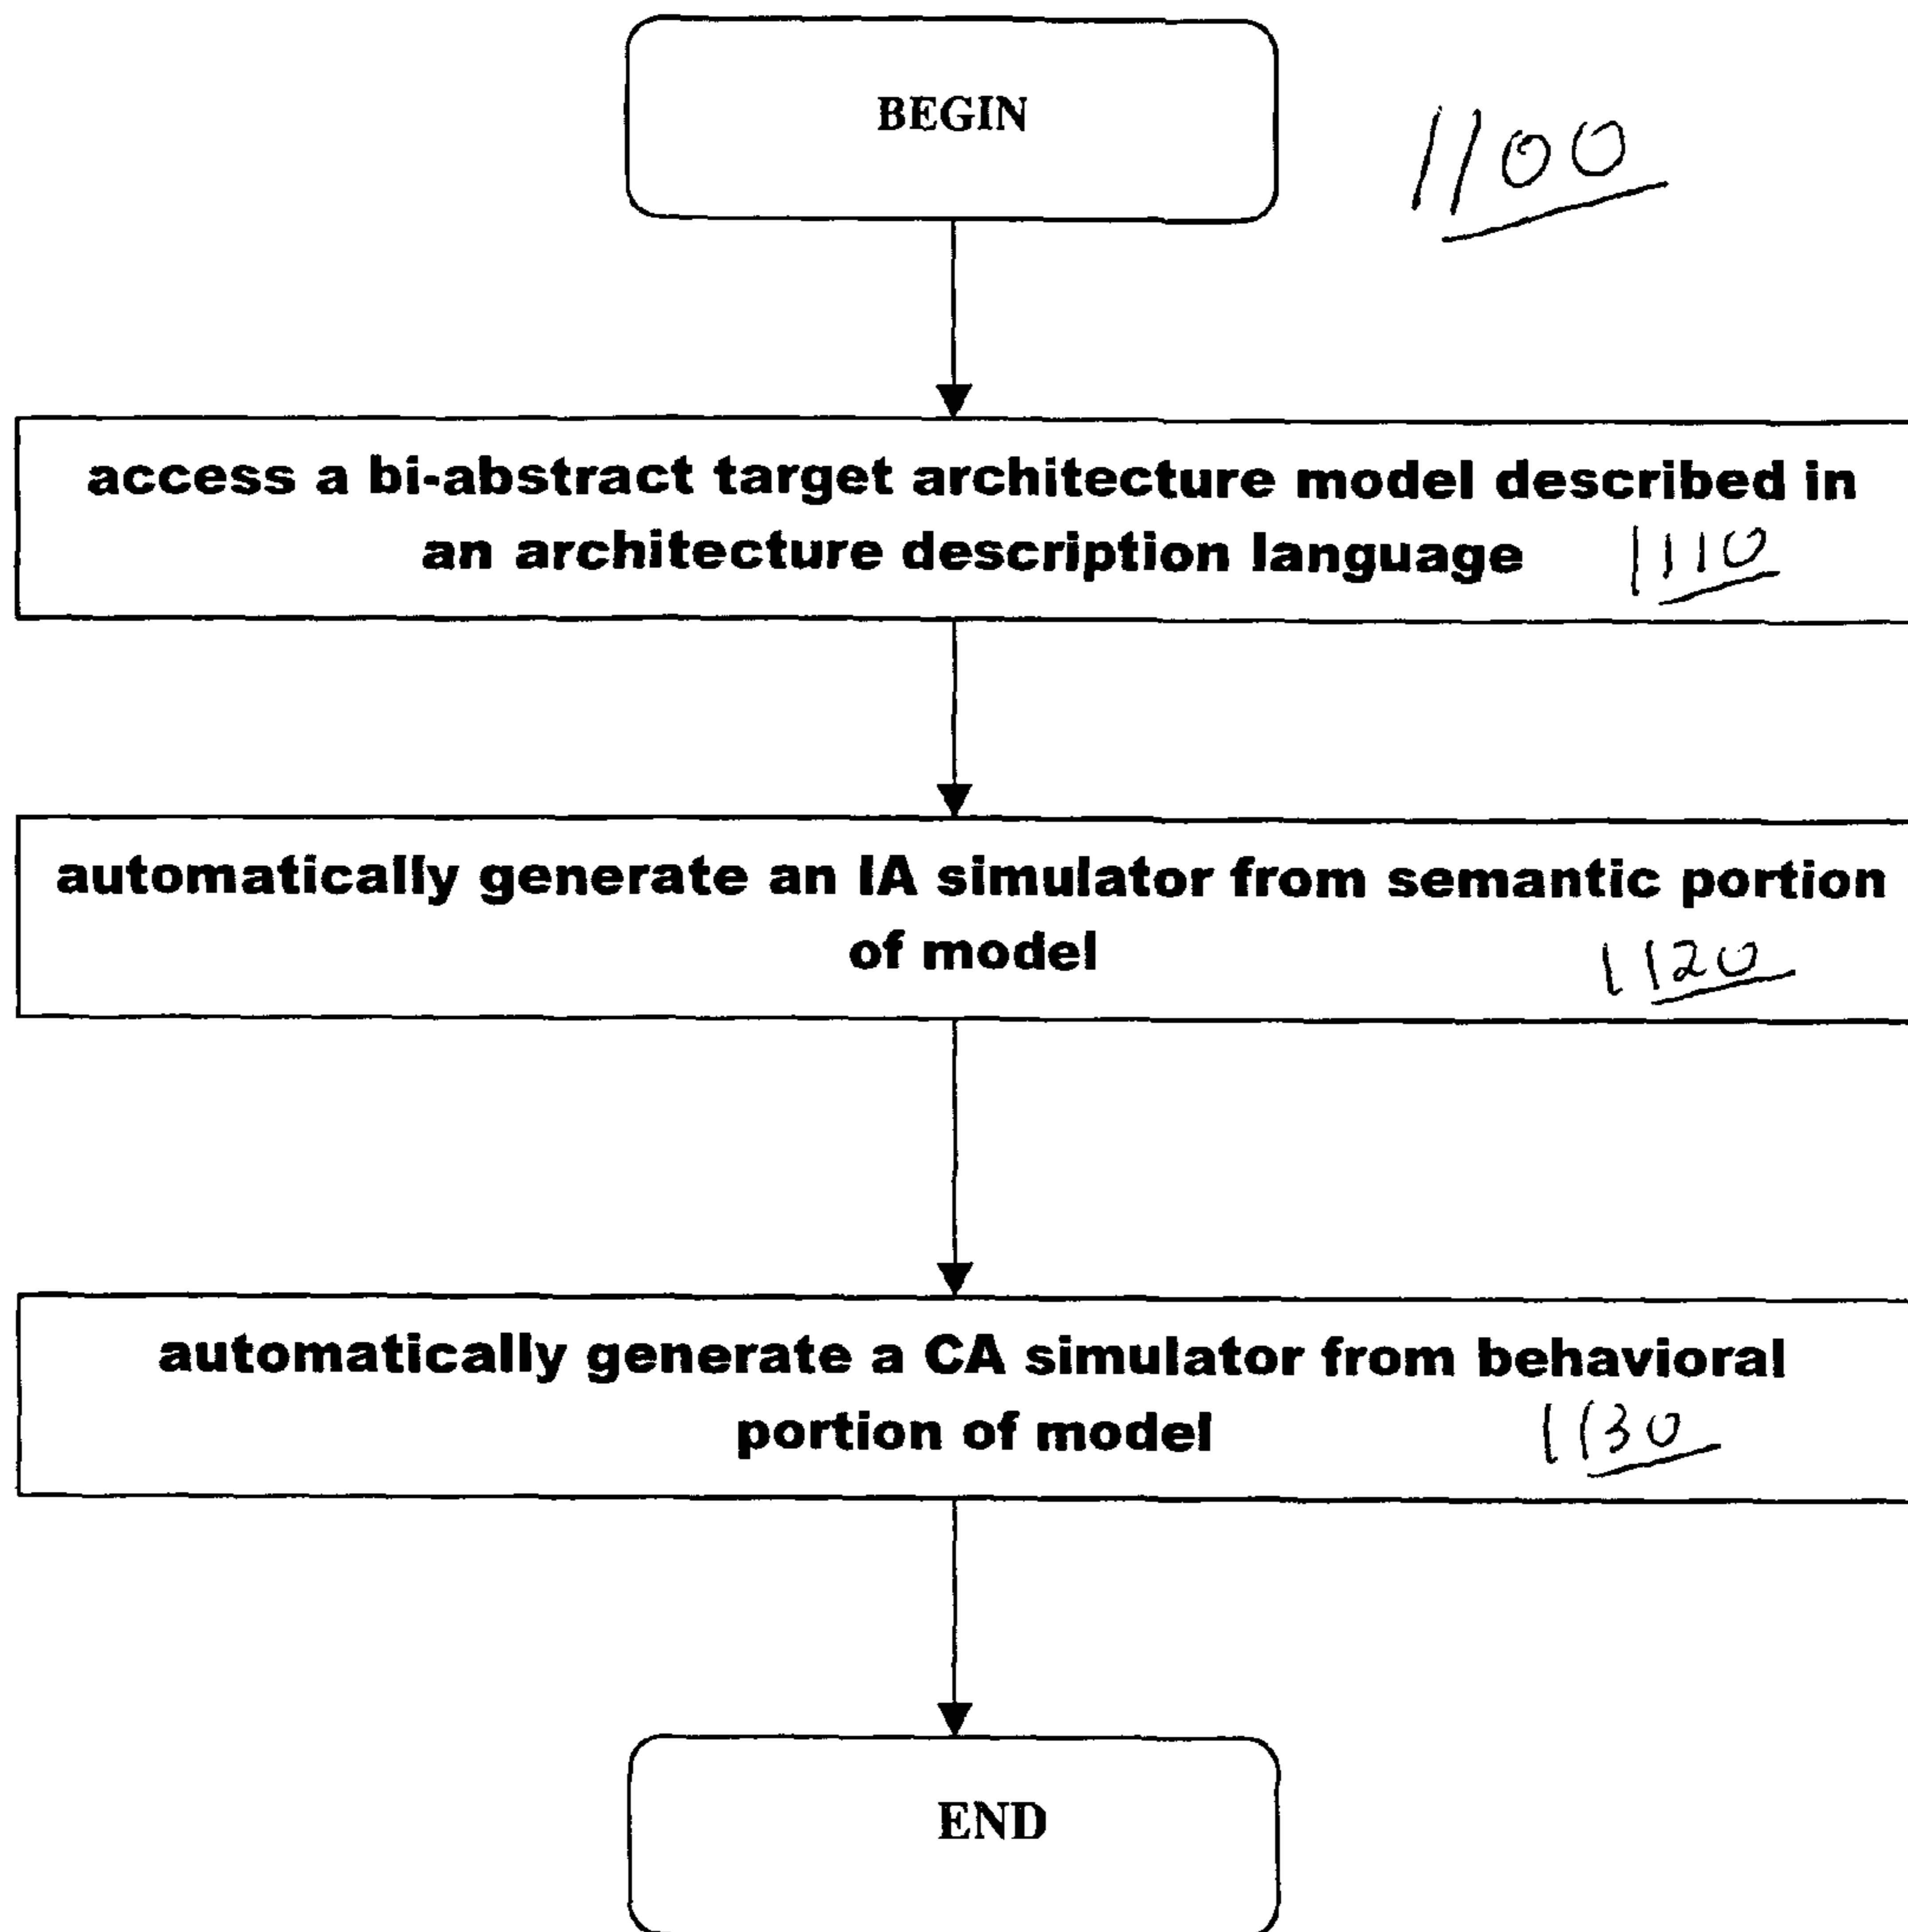 BEGIN
1100
access a bi-abstract target architecture model described in
an architecture description language 1110
automatically generate an IA simulator from semantic portion
of model 1120
automatically generate a CA simulator from behavioral
portion of model 1130
END